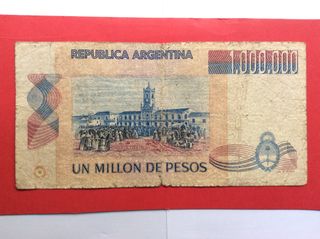 REPUBLICA ARGENTINA
1.000.000
UN MILLON DE PESOS